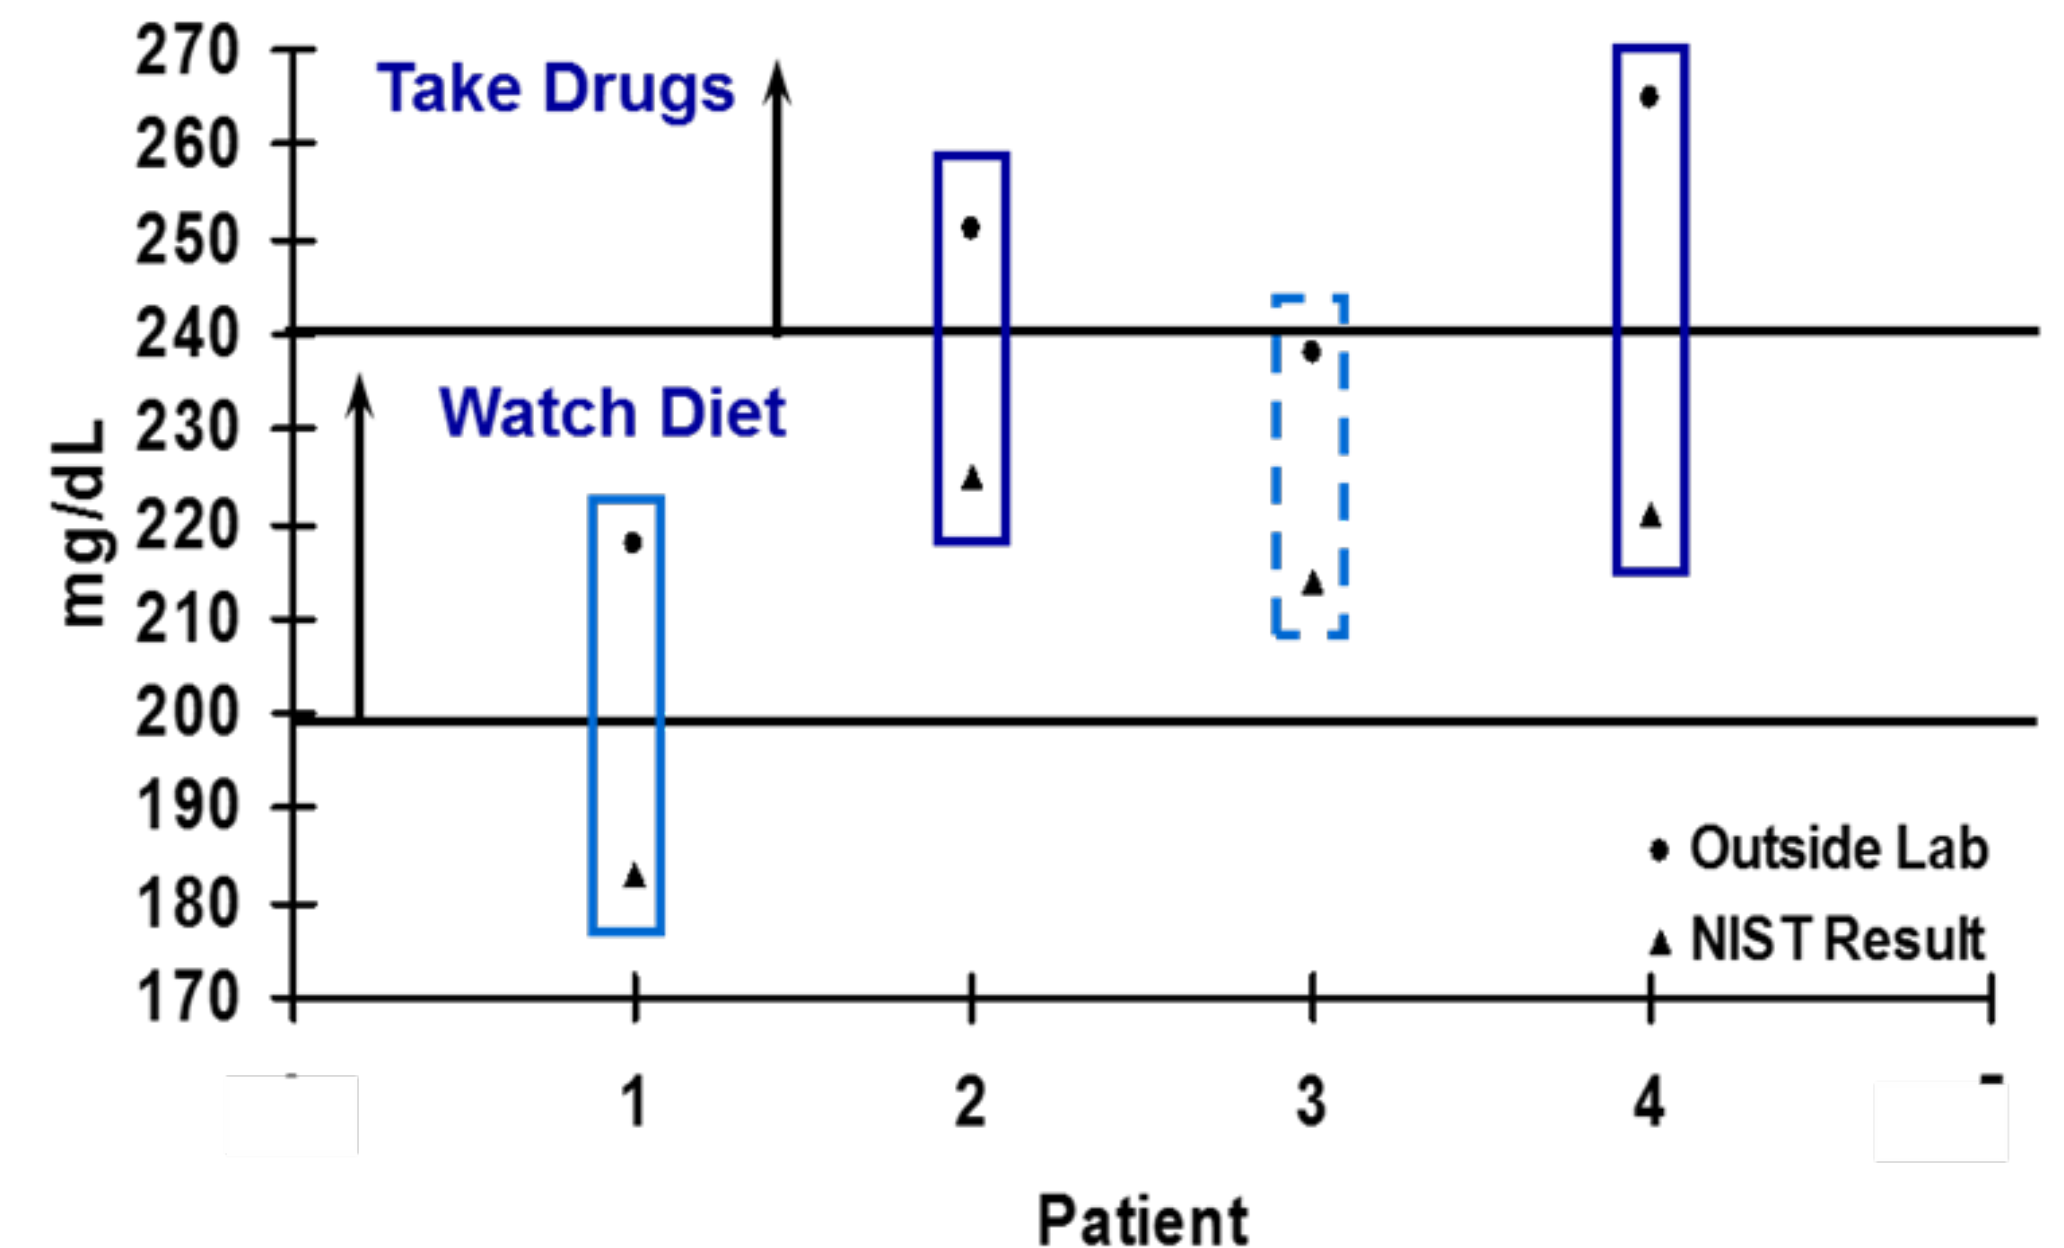 270
Take Drugs
260
250
240
Watch Diet
230
220
210
200
190
180
170
mg/dL
Outside Lab
NIST Result
1 2 3 4
Patient